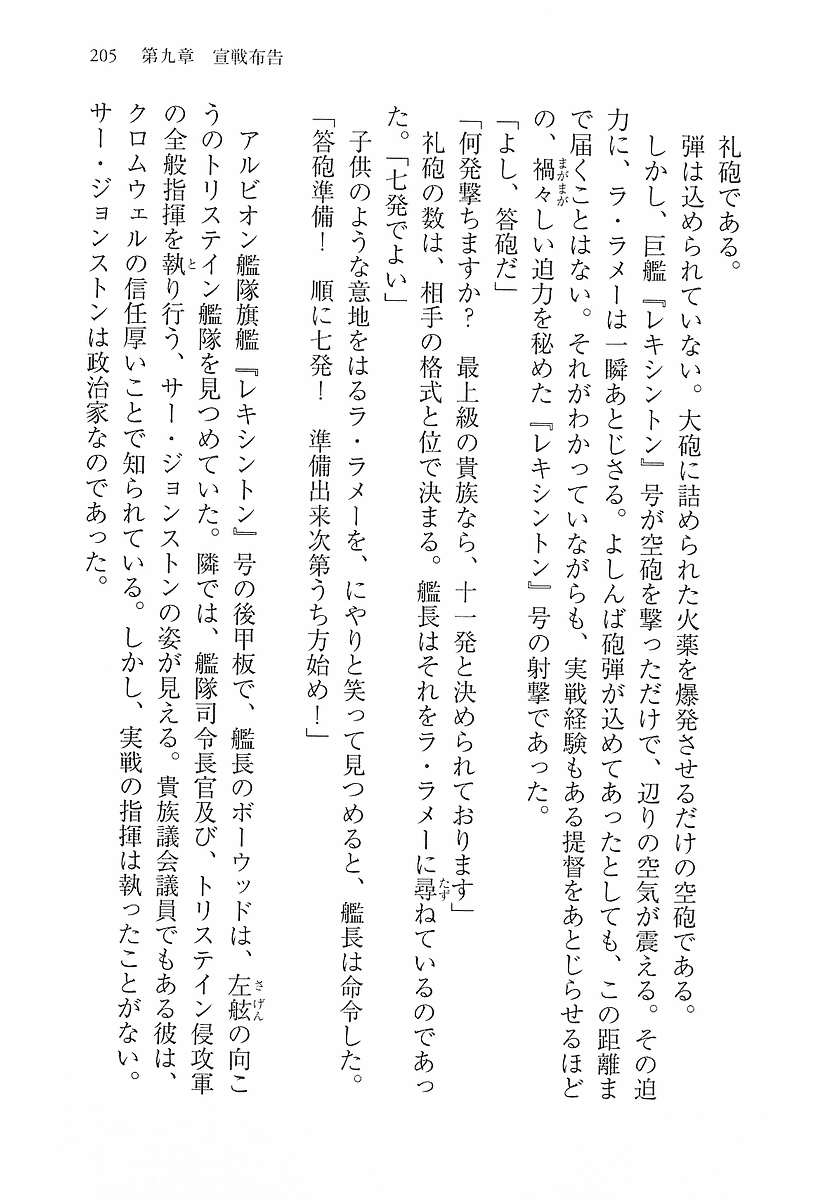 205　第九章　宣戦布告
礼砲である。
弾は込められていない。大砲に詰められた火薬を爆発させるだけの空砲である。
しかし、巨艦『レキシントン』号が空砲を撃っただけで、辺りの空気が震える。その迫
力に、ラ・ラメーは一瞬あとじさる。よしんば砲弾が込めてあったとしても、この距離ま
で届くことはない。それがわかっていながらも、実戦経験もある提督をあとじらせるほど
の、禍々しい迫力を秘めた『レキシントン』号の射撃であった。
「よし、答砲だ」
「何発撃ちますか？　最上級の貴族なら、十一発と決められております」
礼砲の数は、相手の格式と位で決まる。艦長はそれをラ・ラメーに尋ねているのであっ
た。「七発でよい」
子供のような意地をはるラ・ラメーを、にやりと笑って見つめると、艦長は命令した。
「答砲準備！　順に七発！　準備出来次第うち方始め！」
アルビオン艦隊旗艦『レキシントン』号の後甲板で、艦長のボーウッドは、左舷の向こ
うのトリステイン艦隊を見つめていた。隣では、艦隊司令長官及び、トリステイン侵攻軍
の全般指揮を執り行う、サー・ジョンストンの姿が見える。貴族議会議員でもある彼は、
クロムウェルの信任厚いことで知られている。しかし、実戦の指揮は執ったことがない。
サー・ジョンストンは政治家なのであった。